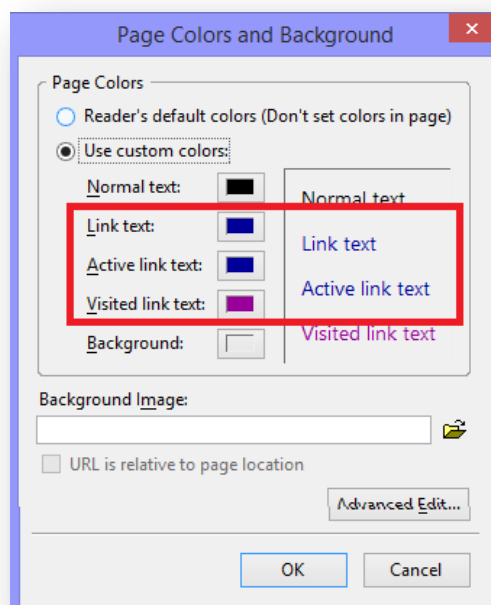 Page Colors and Background
Page Colors
Reader's default colors (Don't set colors in page)
Use custom colors:
Normal text:
Normal text
Link text:
Link text
Active link text:
Active link text
Visited link text:
Visited link text
Background:
Background Image:
URL is relative to page location
Advanced Edit...
OK
Cancel